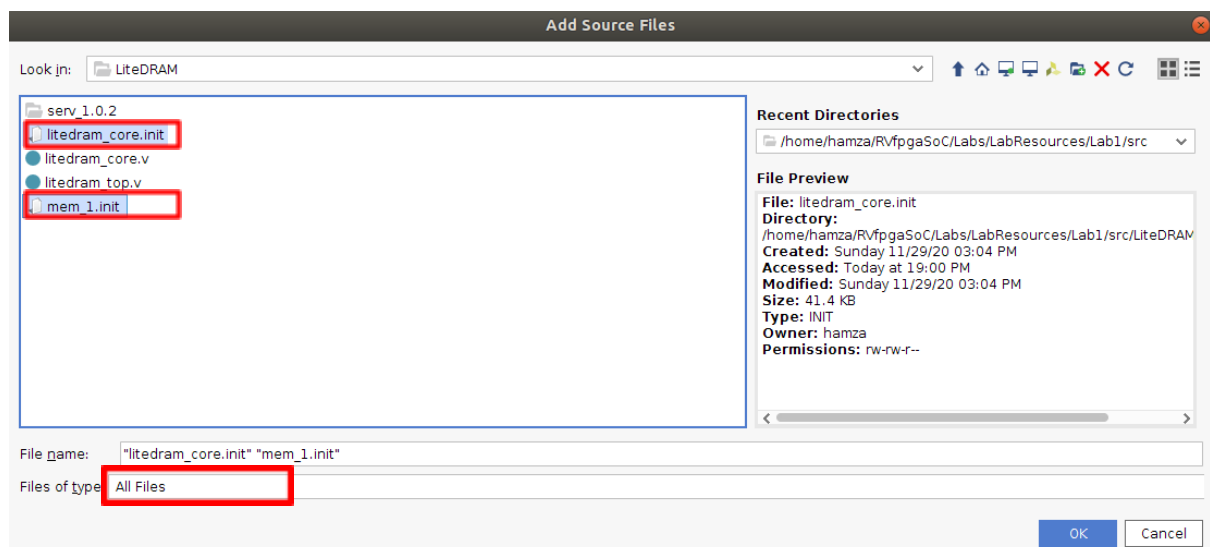 Add Source Files
Look in: LiteDRAM
serv_1.0.2
litedram_core.init
litedram_core.v
litedram_top.v
mem_1.init
Recent Directories
/home/hamza/RVfpgaSoC/Labs/LabResources/Lab1/src
File Preview
File: litedram_core.init
Directory:
/home/hamza/RVfpgaSoC/Labs/LabResources/Lab1/src/LiteDRAM
Created: Sunday 11/29/20 03:04 PM
Accessed: Today at 19:00 PM
Modified: Sunday 11/29/20 03:04 PM
Size: 41.4 KB
Type: INIT
Owner: hamza
Permissions: rw-rw-r--
File name: "litedram_core.init" "mem_1.init"
Files of type All Files
OK Cancel